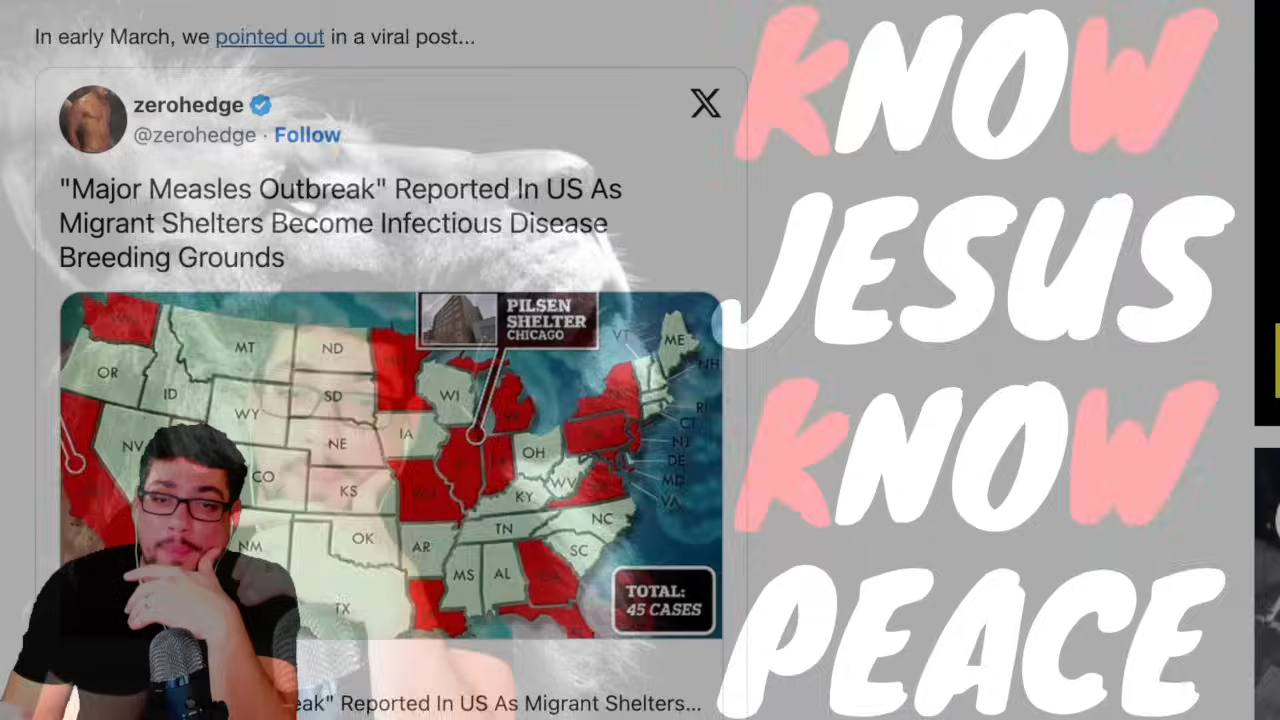 In early March, we pointed out in a viral post...
zerohedge
@zerohedge · Follow
"Major Measles Outbreak" Reported In US As
Migrant Shelters Become Infectious Disease
Breeding Grounds
PILSEN
SHELTER
CHICAGO
VT
ME
NH
MT
ND
OR
ID
SD
WI
WY
RI
CT
IA
NV
NE
NJ
OH
DE
CO
KS
WV
MD
KY
VA
NC
TN
NM
OK
AR
SC
MS
AL
TX
TOTAL:
45 CASES
eak" Reported In US As Migrant Shelters...
kNOW
JESUS
kNOW
PEACE